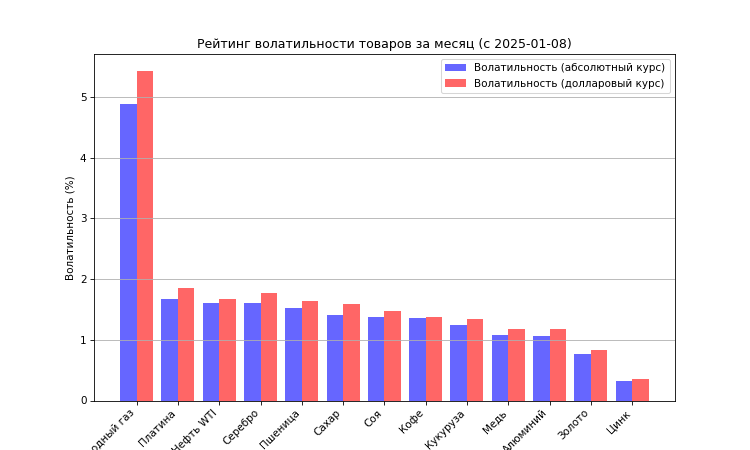 Рейтинг волатильности товаров за месяц (с 2025-01-08)
Волатильность (абсолютный курс)
Волатильность (долларовый курс)
Волатильность (%)
5
4
3
2
1
0
одный газ
Платина
Нефть WTI
Серебро
Пшеница
Сахар
Соя
Кофе
Кукуруза
Медь
Алюминий
Золото
Цинк